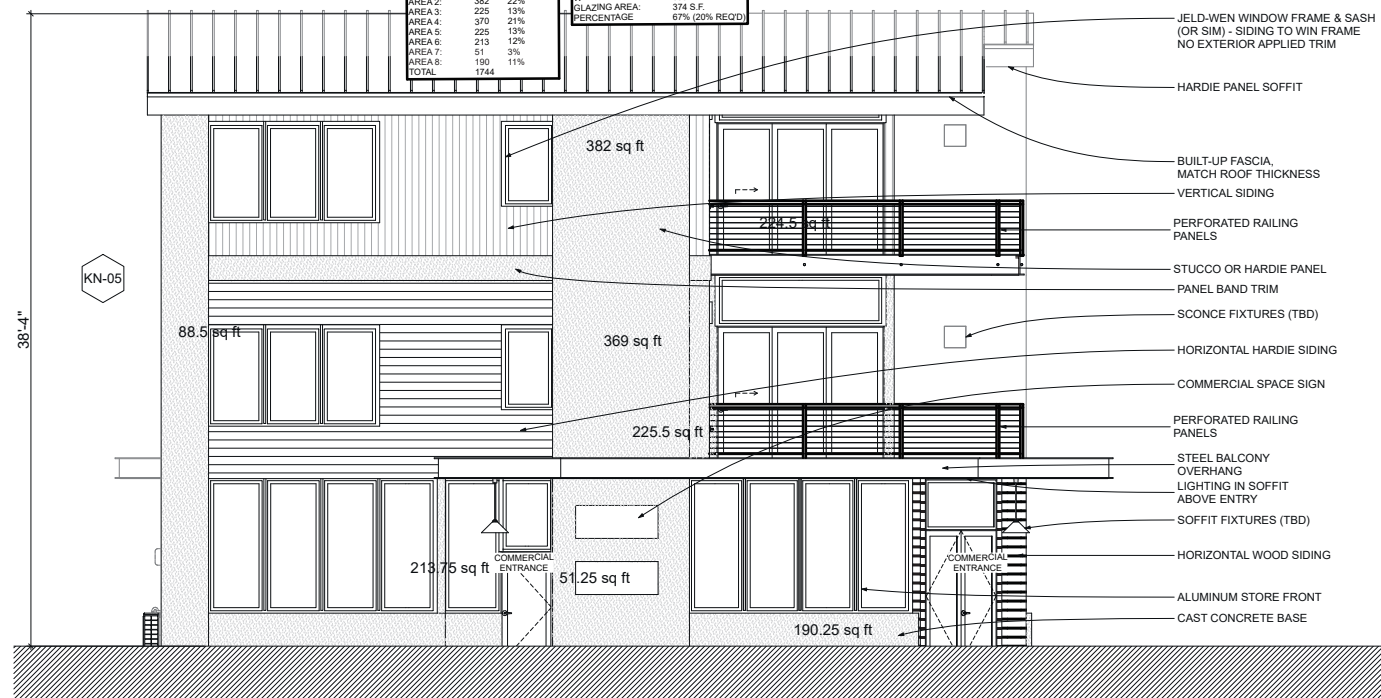 AREA 2: 382 22%
AREA 3: 225 13%
AREA 4: 370 21%
AREA 5: 225 13%
AREA 6: 213 12%
AREA 7: 51 3%
AREA 8: 190 11%
TOTAL 1744
GLAZING AREA: 374 S.F.
PERCENTAGE 67% (20% REQ'D)
JELD-WEN WINDOW FRAME & SASH
(OR SIM) - SIDING TO WIN FRAME
NO EXTERIOR APPLIED TRIM
HARDIE PANEL SOFFIT
BUILT-UP FASCIA,
MATCH ROOF THICKNESS
VERTICAL SIDING
PERFORATED RAILING
PANELS
STUCCO OR HARDIE PANEL
PANEL BAND TRIM
SCONCE FIXTURES (TBD)
HORIZONTAL HARDIE SIDING
COMMERCIAL SPACE SIGN
PERFORATED RAILING
PANELS
STEEL BALCONY
OVERHANG
LIGHTING IN SOFFIT
ABOVE ENTRY
SOFFIT FIXTURES (TBD)
HORIZONTAL WOOD SIDING
ALUMINUM STORE FRONT
CAST CONCRETE BASE
382 sq ft
224.5 sq ft
KN-05
38'-4"
88.5 sq ft
369 sq ft
225.5 sq ft
213.75 sq ft
COMMERCIAL
ENTRANCE
51.25 sq ft
COMMERCIAL
ENTRANCE
190.25 sq ft